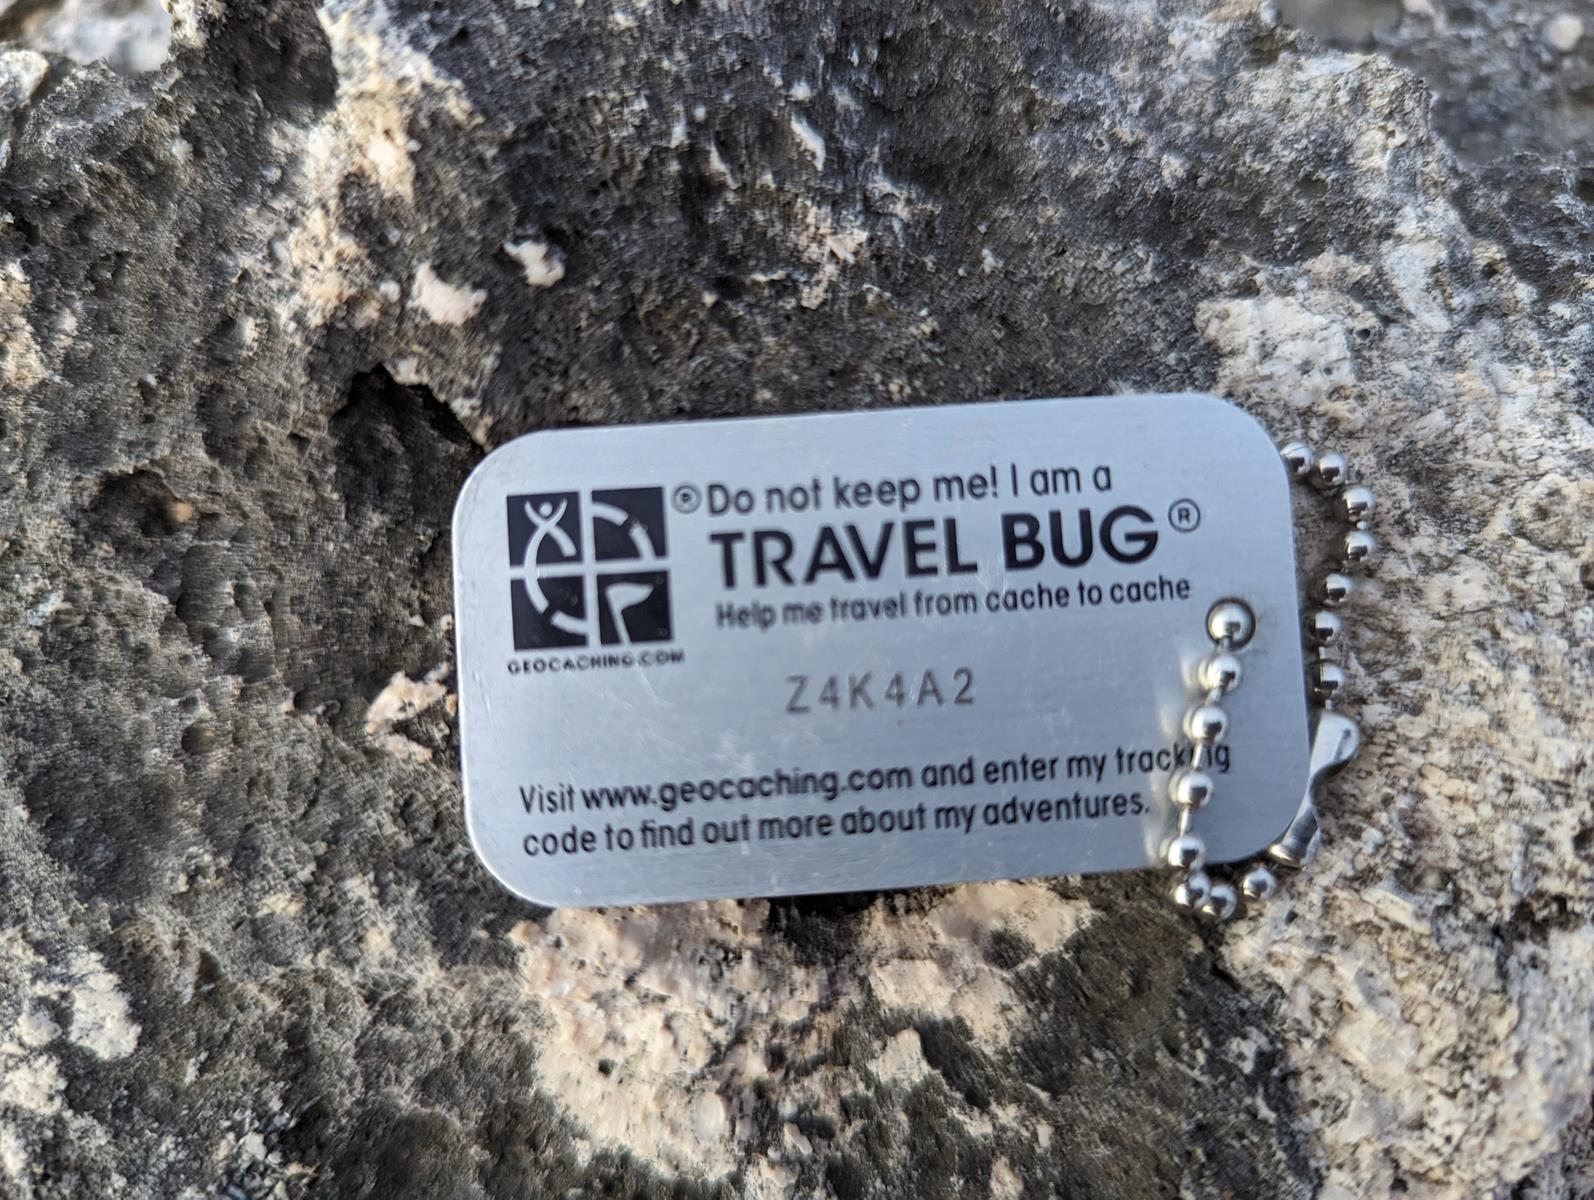 ® Do not keep me! I am a
TRAVEL BUG®
Help me travel from cache to cache
GEOCACHING.COM
Z4K4A2
Visit www.geocaching.com and enter my tracking
code to find out more about my adventures.